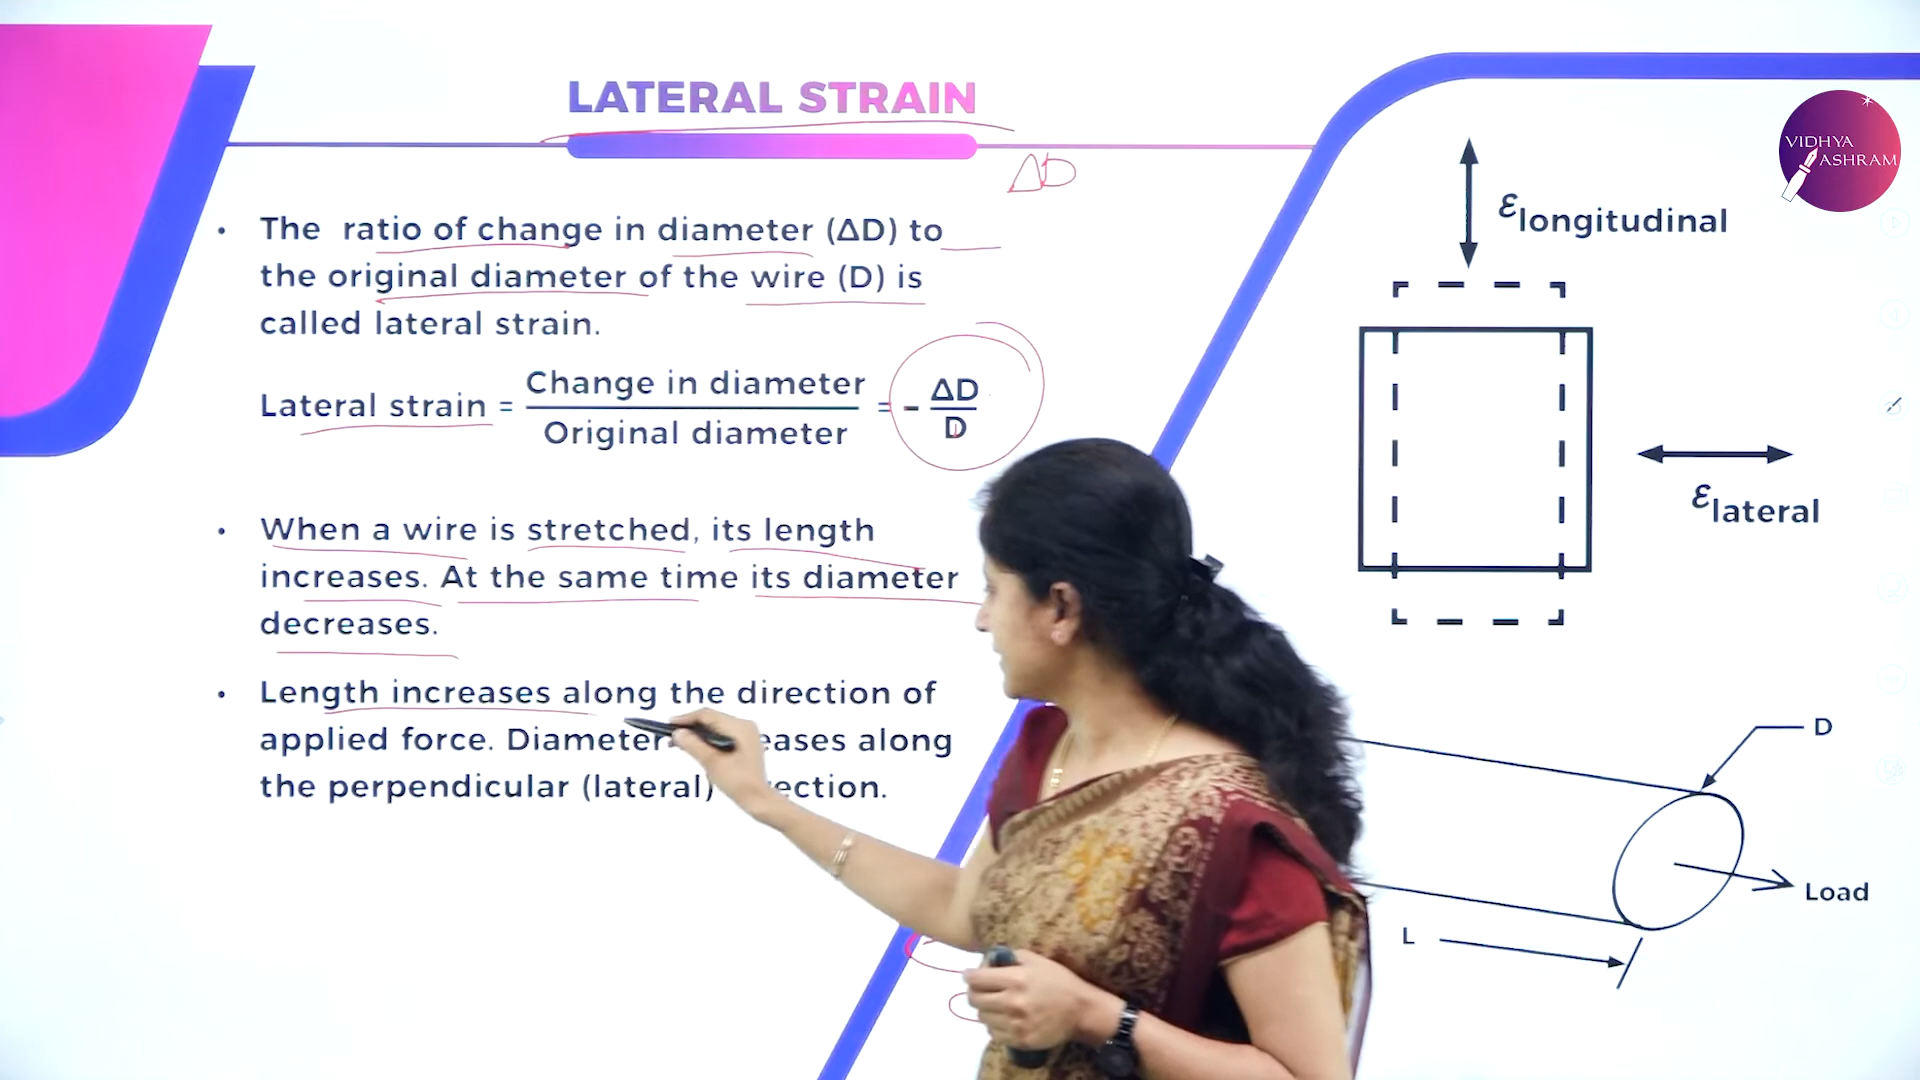 LATERAL STRAIN
VIDHYA
ASHRAM
ΔD
εlongitudinal
• The ratio of change in diameter (ΔD) to
the original diameter of the wire (D) is
called lateral strain.
Lateral strain = Change in diameter / Original diameter = - ΔD / D
εlateral
• When a wire is stretched, its length
increases. At the same time its diameter
decreases.
• Length increases along the direction of
applied force. Diameter eases along
the perpendicular (lateral) ection.
D
Load
L